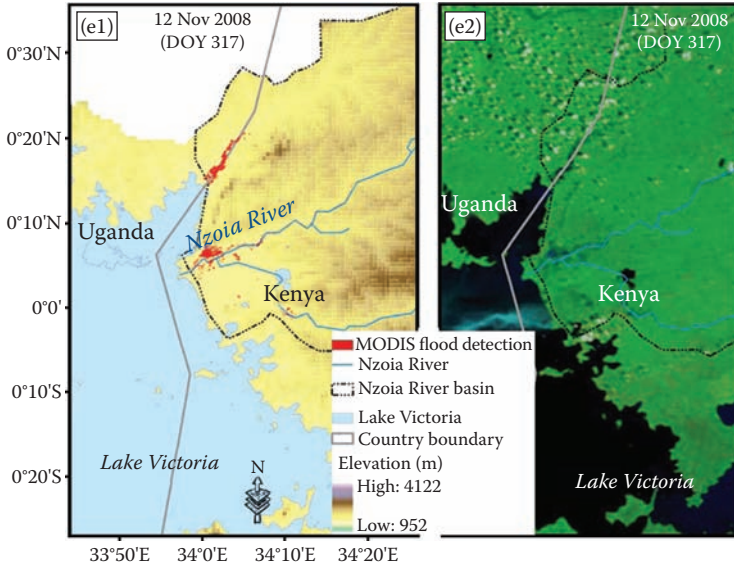 (e1)
12 Nov 2008
(DOY 317)
0°30'N
0°20'N
0°10'N
0°0'
0°10'S
0°20'S
Uganda
Nzoia River
Kenya
MODIS flood detection
Nzoia River
Nzoia River basin
Lake Victoria
Country boundary
Elevation (m)
High: 4122
Low: 952
Lake Victoria
N
33°50'E
34°0'E
34°10'E
34°20'E
(e2)
12 Nov 2008
(DOY 317)
Uganda
Kenya
Lake Victoria